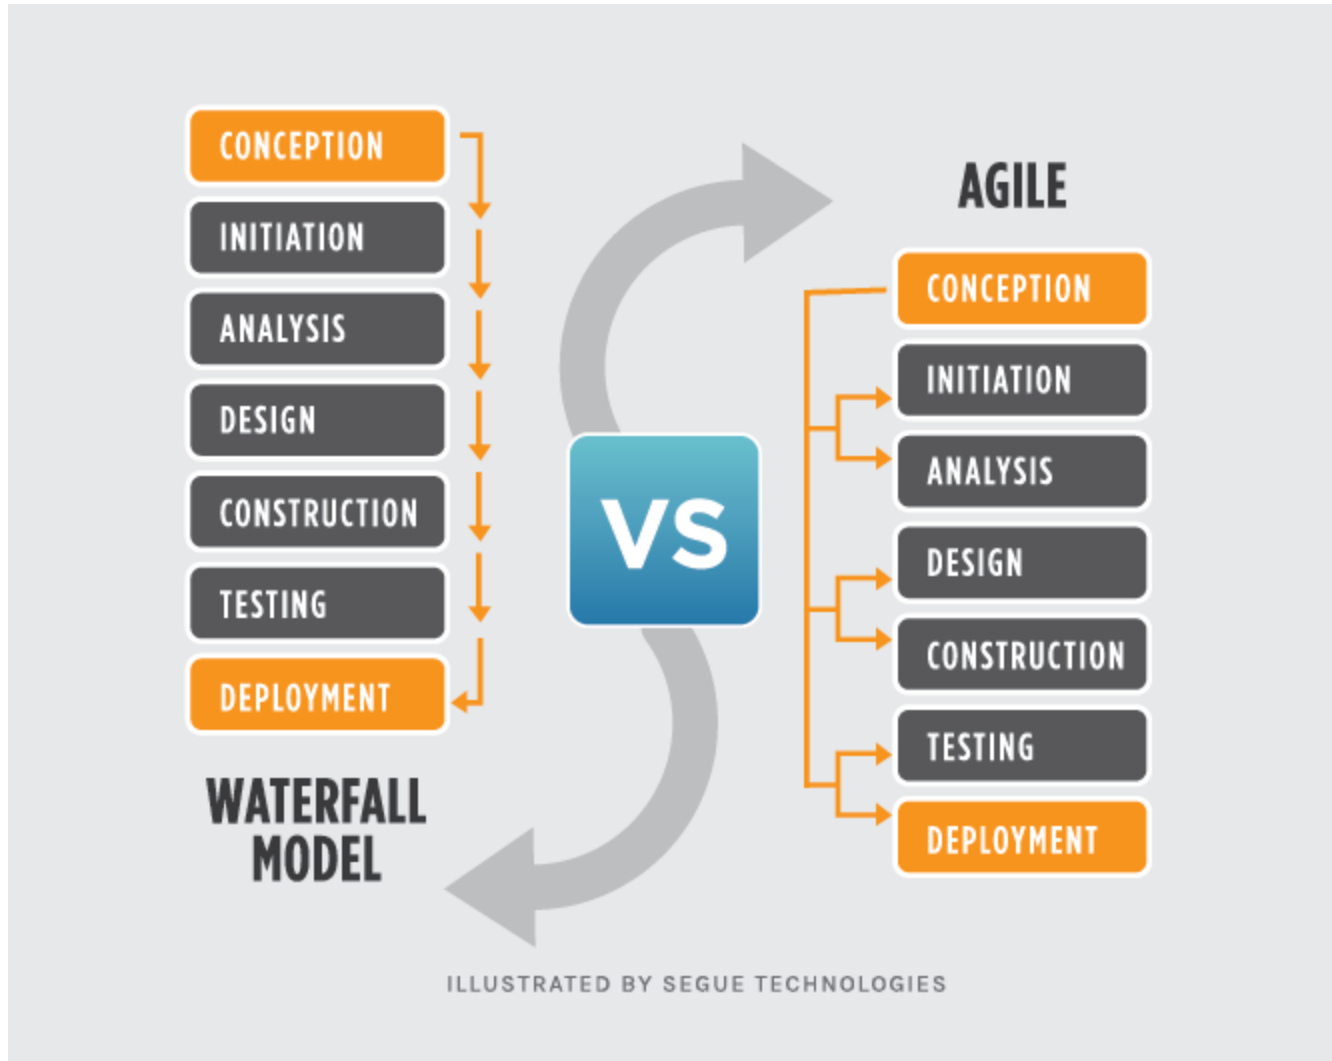 CONCEPTION
INITIATION
ANALYSIS
DESIGN
CONSTRUCTION
TESTING
DEPLOYMENT
WATERFALL
MODEL
VS
AGILE
CONCEPTION
INITIATION
ANALYSIS
DESIGN
CONSTRUCTION
TESTING
DEPLOYMENT
ILLUSTRATED BY SEGUE TECHNOLOGIES